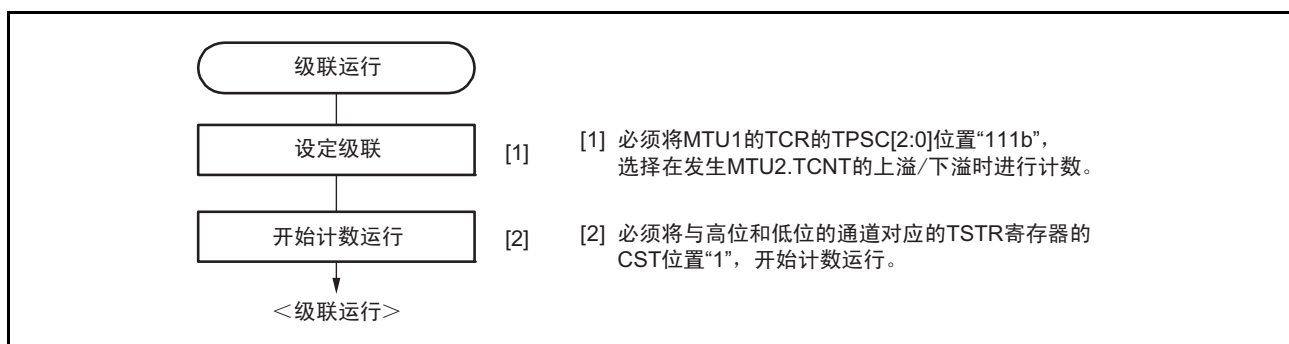 级联运行
设定级联
[1]
[1] 必须将MTU1的TCR的TPSC[2:0]位置“111b”，
选择在发生MTU2.TCNT的上溢/下溢时进行计数。
开始计数运行
[2]
[2] 必须将与高位和低位的通道对应的TSTR寄存器的
CST位置“1”，开始计数运行。
＜级联运行＞